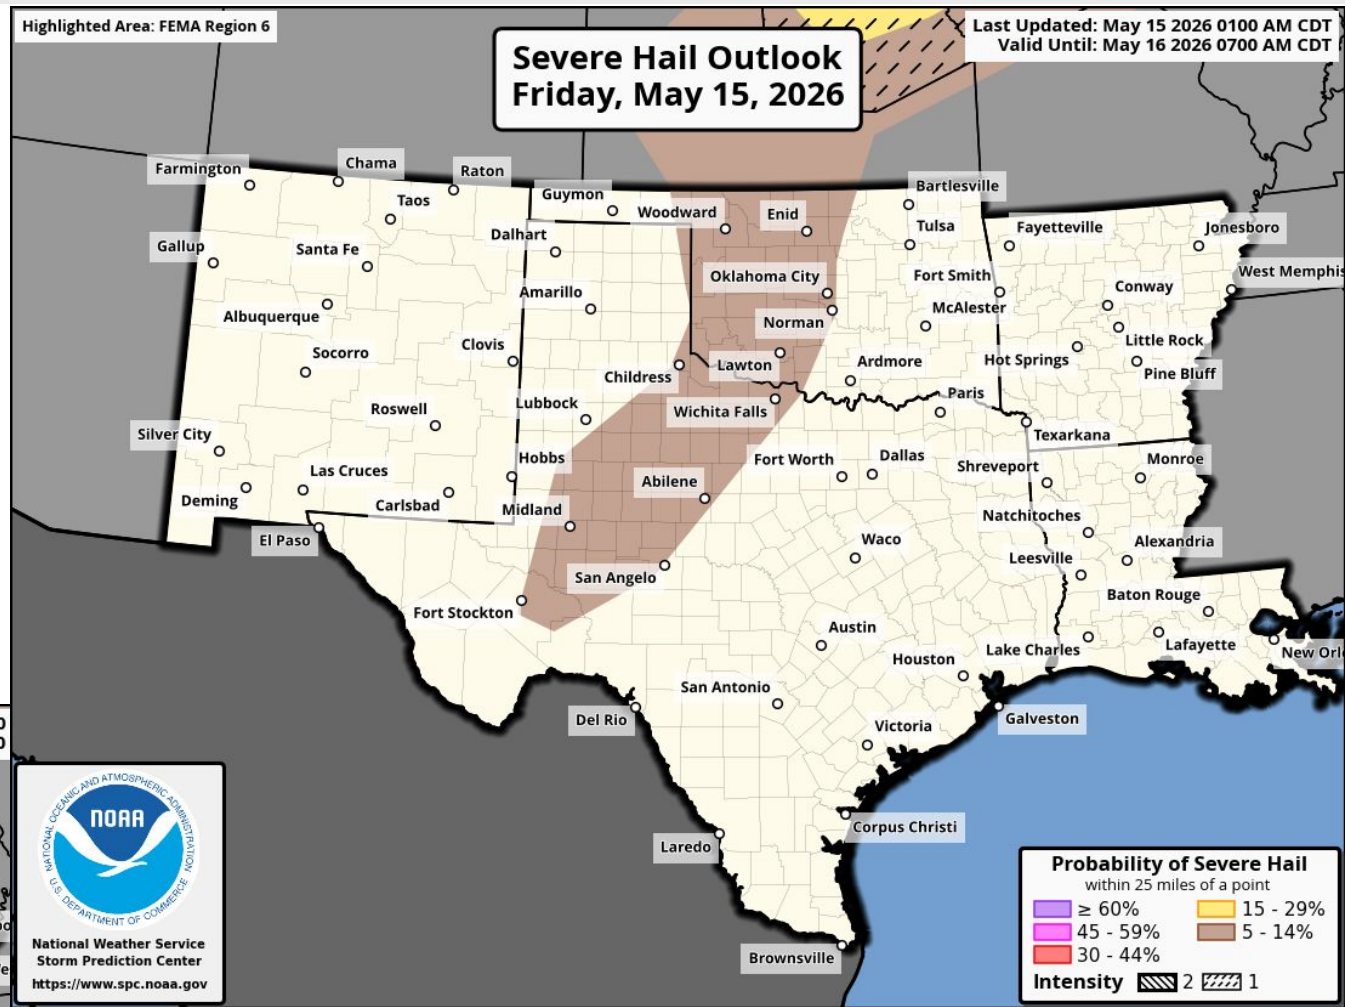 Highlighted Area: FEMA Region 6
Severe Hail Outlook
Friday, May 15, 2026
Last Updated: May 15 2026 0100 AM CDT
Valid Until: May 16 2026 0700 AM CDT
Farmington
Chama
Raton
Taos
Guymon
Woodward
Enid
Bartlesville
Gallup
Santa Fe
Dalhart
Tulsa
Fayetteville
Jonesboro
Albuquerque
Amarillo
Oklahoma City
Fort Smith
Conway
West Memphis
Norman
McAlester
Socorro
Clovis
Childress
Lawton
Ardmore
Hot Springs
Little Rock
Pine Bluff
Roswell
Lubbock
Wichita Falls
Paris
Silver City
Texarkana
Las Cruces
Hobbs
Fort Worth
Dallas
Shreveport
Monroe
Deming
Carlsbad
Midland
Abilene
Natchitoches
El Paso
Waco
Leesville
Alexandria
San Angelo
Fort Stockton
Baton Rouge
Austin
Houston
Lake Charles
Lafayette
New Orl
San Antonio
Del Rio
Victoria
Galveston
Laredo
Corpus Christi
Brownsville
NATIONAL OCEANIC AND ATMOSPHERIC ADMINISTRATION
NOAA
U.S. DEPARTMENT OF COMMERCE
National Weather Service
Storm Prediction Center
https://www.spc.noaa.gov
Probability of Severe Hail
within 25 miles of a point
≥ 60% 15 - 29%
45 - 59% 5 - 14%
30 - 44%
Intensity 2 1